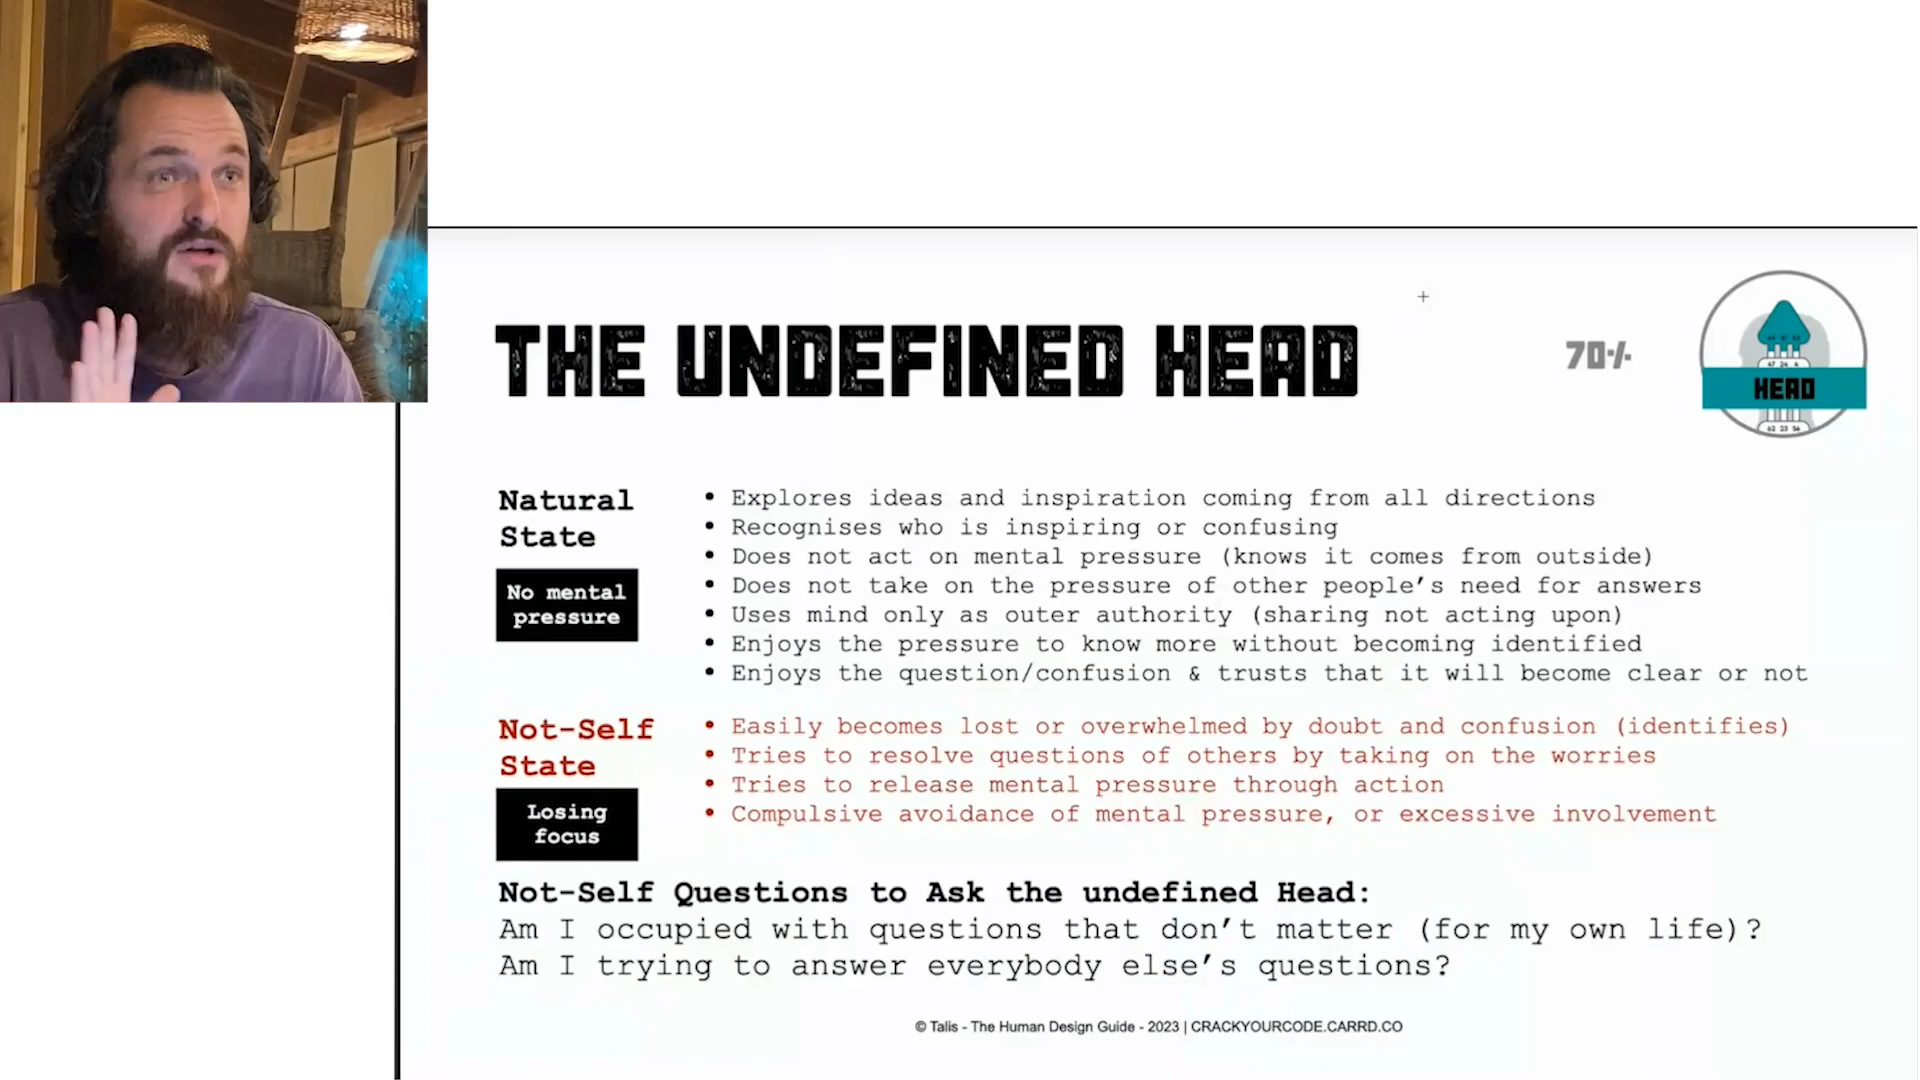 THE UNDEFINED HEAD
70%
HEAD
62 23 56
Natural
State
No mental
pressure
• Explores ideas and inspiration coming from all directions
• Recognises who is inspiring or confusing
• Does not act on mental pressure (knows it comes from outside)
• Does not take on the pressure of other people’s need for answers
• Uses mind only as outer authority (sharing not acting upon)
• Enjoys the pressure to know more without becoming identified
• Enjoys the question/confusion & trusts that it will become clear or not
Not-Self
State
Losing
focus
• Easily becomes lost or overwhelmed by doubt and confusion (identifies)
• Tries to resolve questions of others by taking on the worries
• Tries to release mental pressure through action
• Compulsive avoidance of mental pressure, or excessive involvement
Not-Self Questions to Ask the undefined Head:
Am I occupied with questions that don’t matter (for my own life)?
Am I trying to answer everybody else’s questions?
© Talis - The Human Design Guide - 2023 | CRACKYOURCODE.CARRD.CO